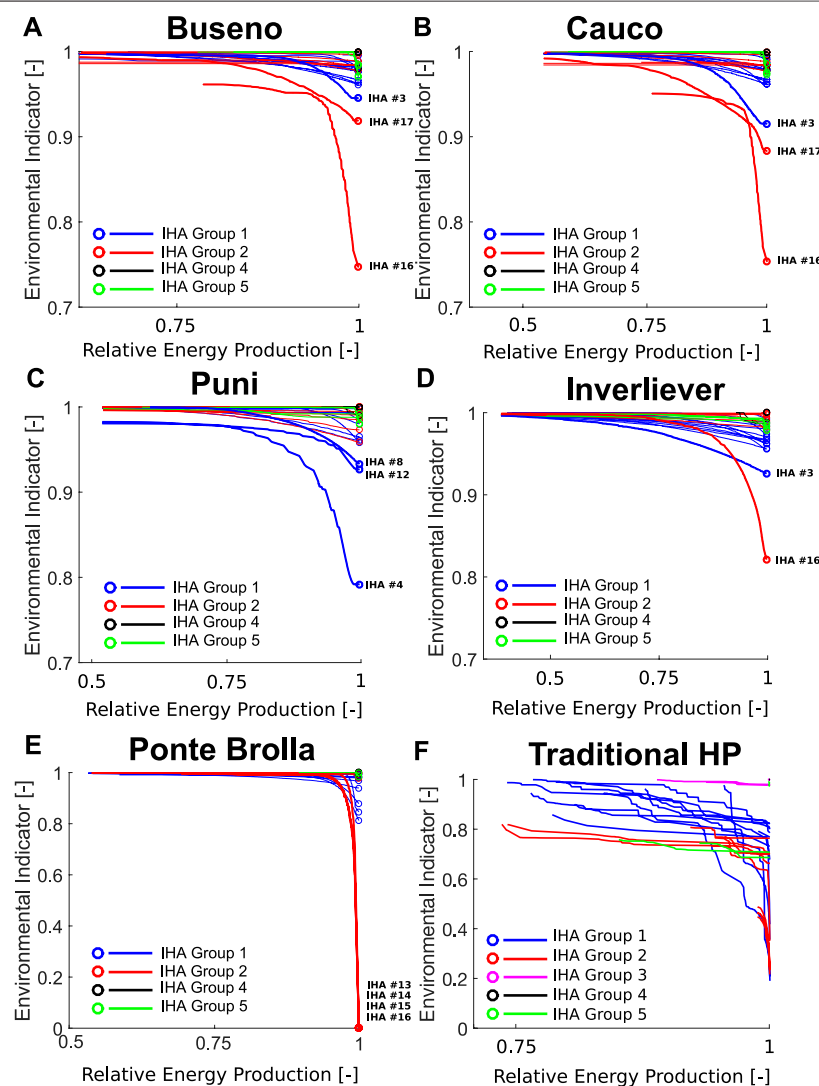 A
Buseno
Environmental Indicator [-]
1
0.9
0.8
0.7
IHA #3
IHA #17
IHA #16
IHA Group 1
IHA Group 2
IHA Group 4
IHA Group 5
0.75
1
Relative Energy Production [-]
B
Cauco
Environmental Indicator [-]
1
0.9
0.8
0.7
IHA #3
IHA #17
IHA #16
IHA Group 1
IHA Group 2
IHA Group 4
IHA Group 5
0.5
0.75
1
Relative Energy Production [-]
C
Puni
Environmental Indicator [-]
1
0.9
0.8
0.7
IHA #8
IHA #12
IHA #4
IHA Group 1
IHA Group 2
IHA Group 4
IHA Group 5
0.5
0.75
1
Relative Energy Production [-]
D
Inverliever
Environmental Indicator [-]
1
0.9
0.8
0.7
IHA #3
IHA #16
IHA Group 1
IHA Group 2
IHA Group 4
IHA Group 5
0.5
0.75
1
Relative Energy Production [-]
E
Ponte Brolla
Environmental Indicator [-]
1
0.8
0.6
0.4
0.2
0
IHA #13
IHA #14
IHA #15
IHA #16
IHA Group 1
IHA Group 2
IHA Group 4
IHA Group 5
0.5
0.75
1
Relative Energy Production [-]
F
Traditional HP
Environmental Indicator [-]
1
0.8
0.6
0.4
0.2
0
IHA Group 1
IHA Group 2
IHA Group 3
IHA Group 4
IHA Group 5
0.75
1
Relative Energy Production [-]